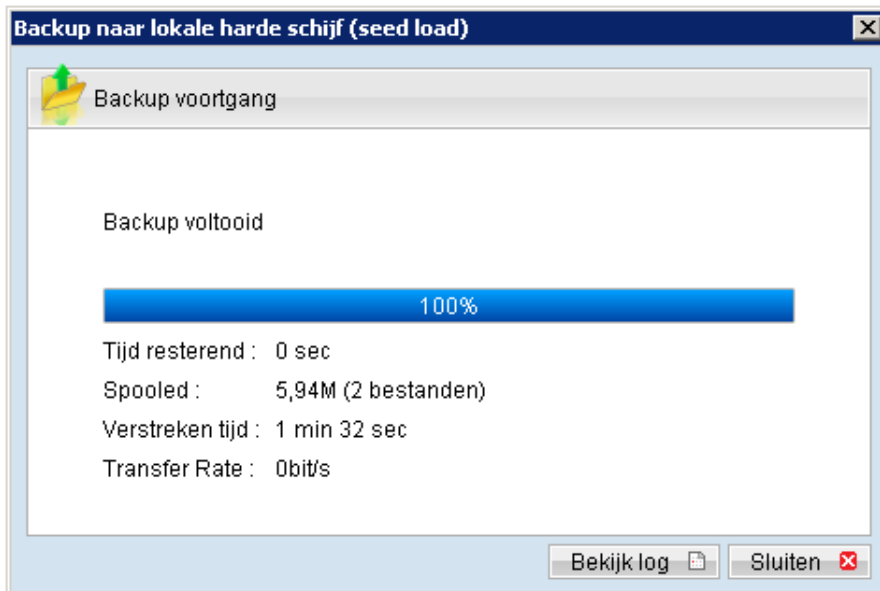 Backup naar lokale harde schijf (seed load)
Backup voortgang
Backup voltooid
100%
Tijd resterend : 0 sec
Spooled : 5,94M (2 bestanden)
Verstreken tijd : 1 min 32 sec
Transfer Rate : 0bit/s
Bekijk log Sluiten